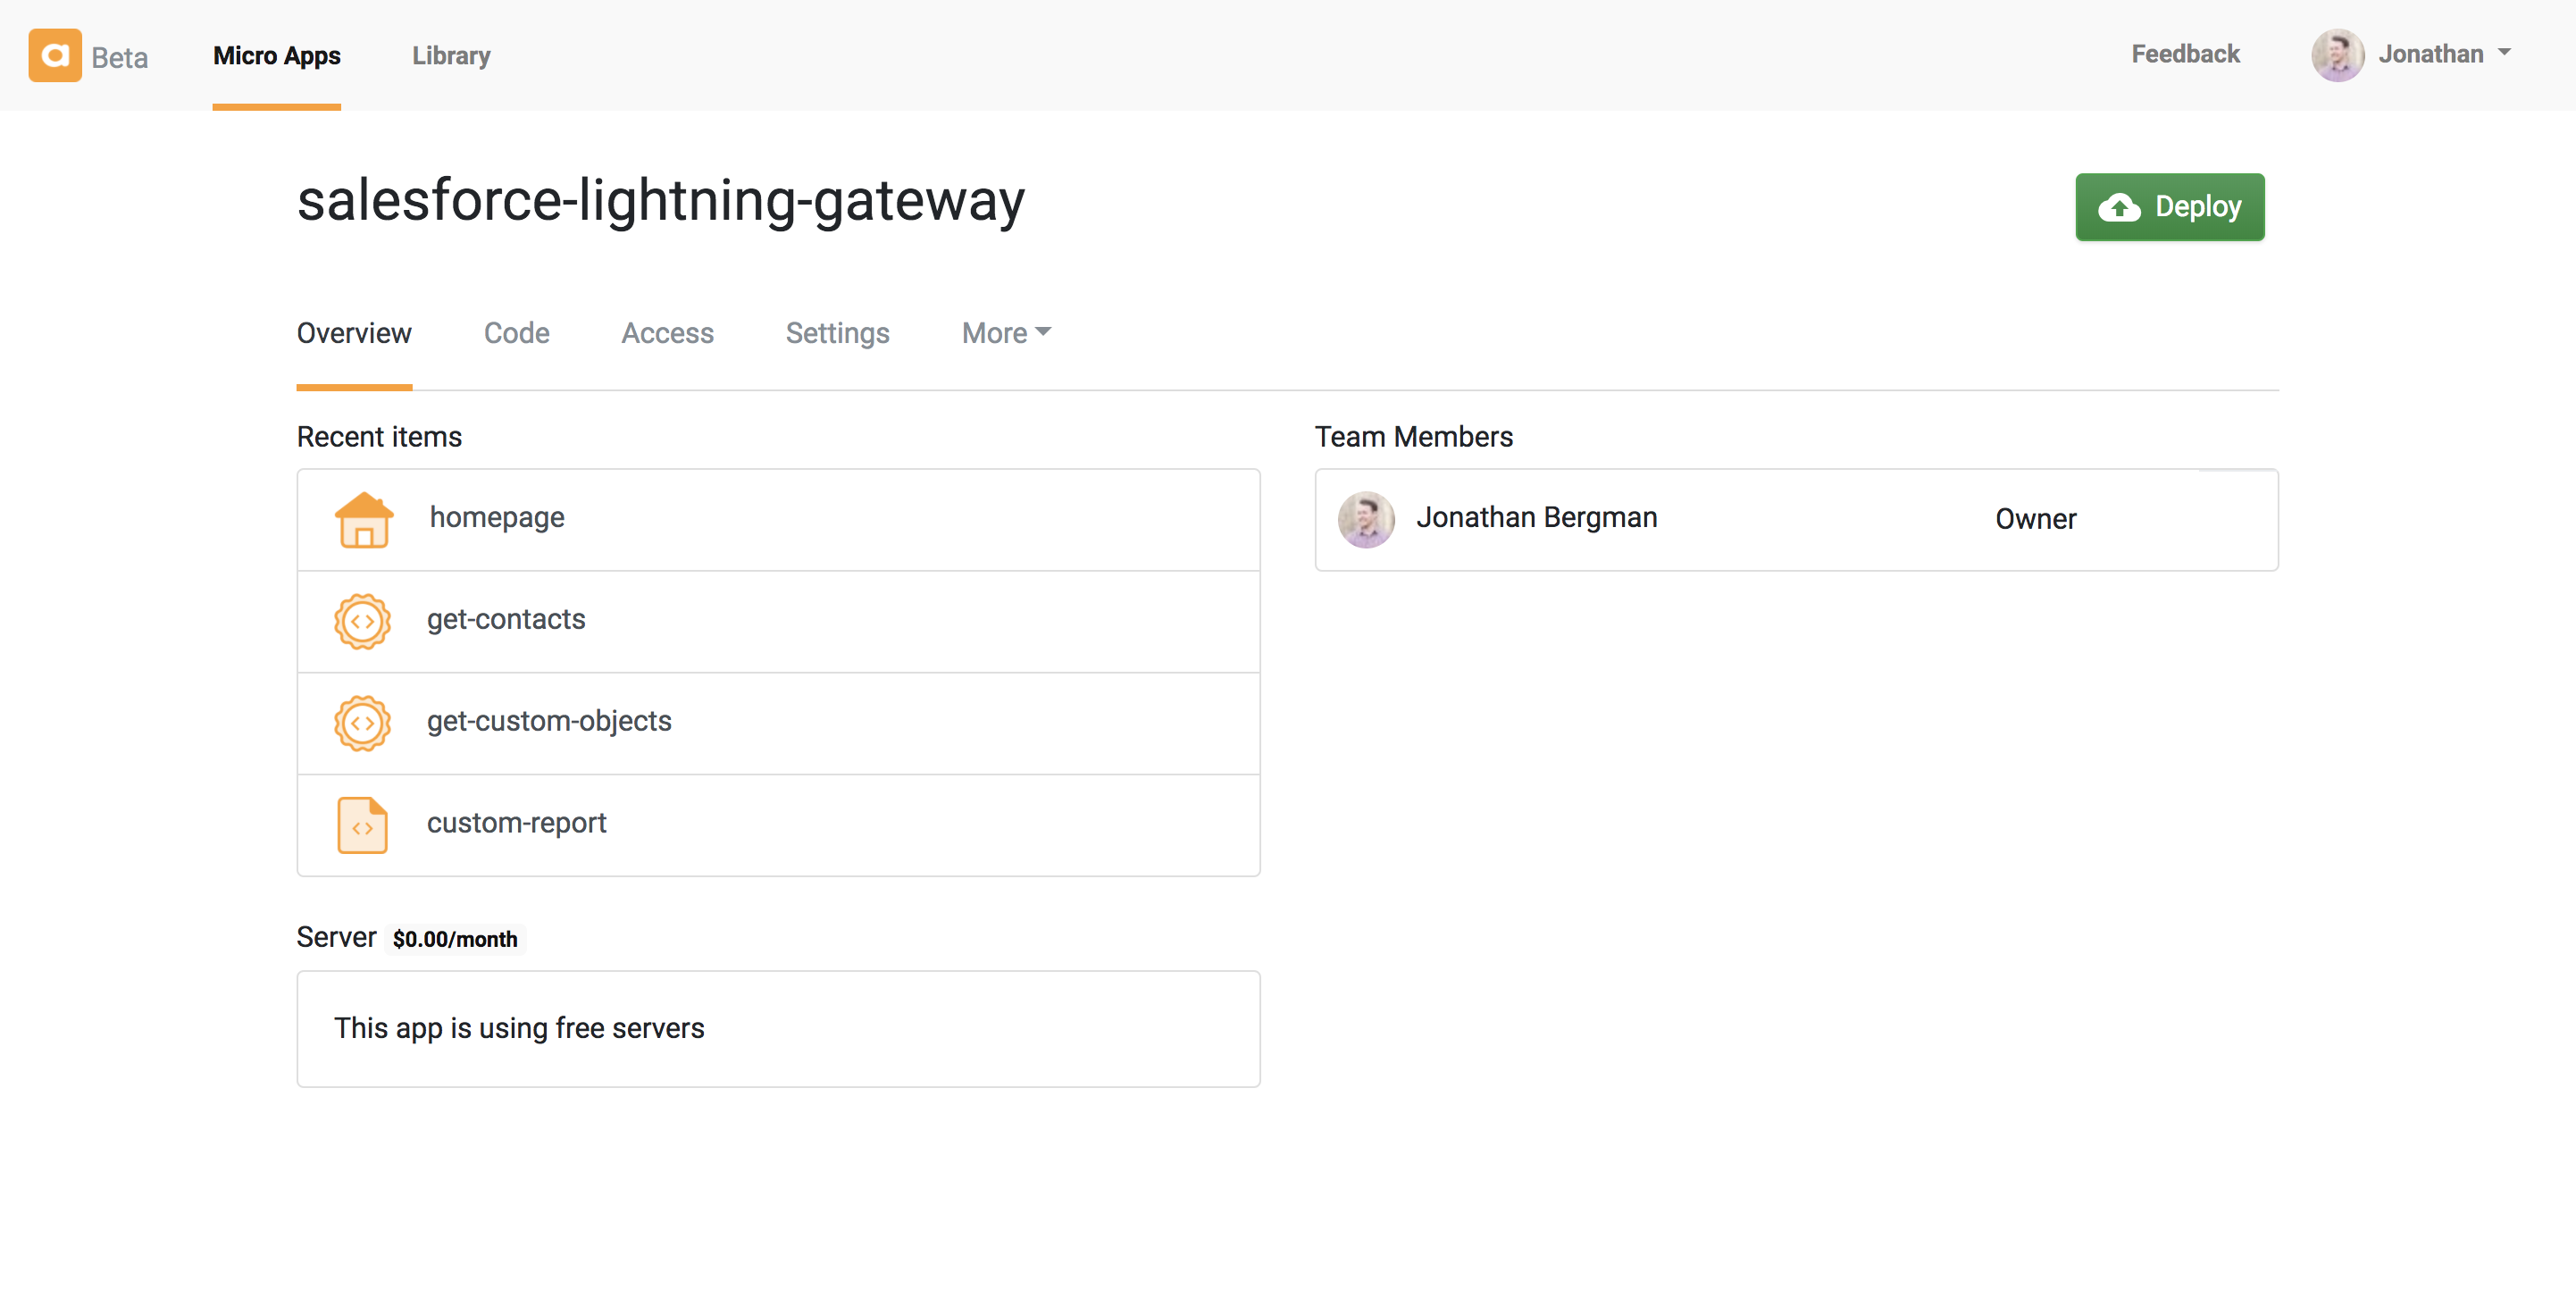 a Beta Micro Apps Library Feedback Jonathan
salesforce-lightning-gateway Deploy
Overview Code Access Settings More
Recent items Team Members
homepage Jonathan Bergman Owner
get-contacts
get-custom-objects
custom-report
Server $0.00/month
This app is using free servers